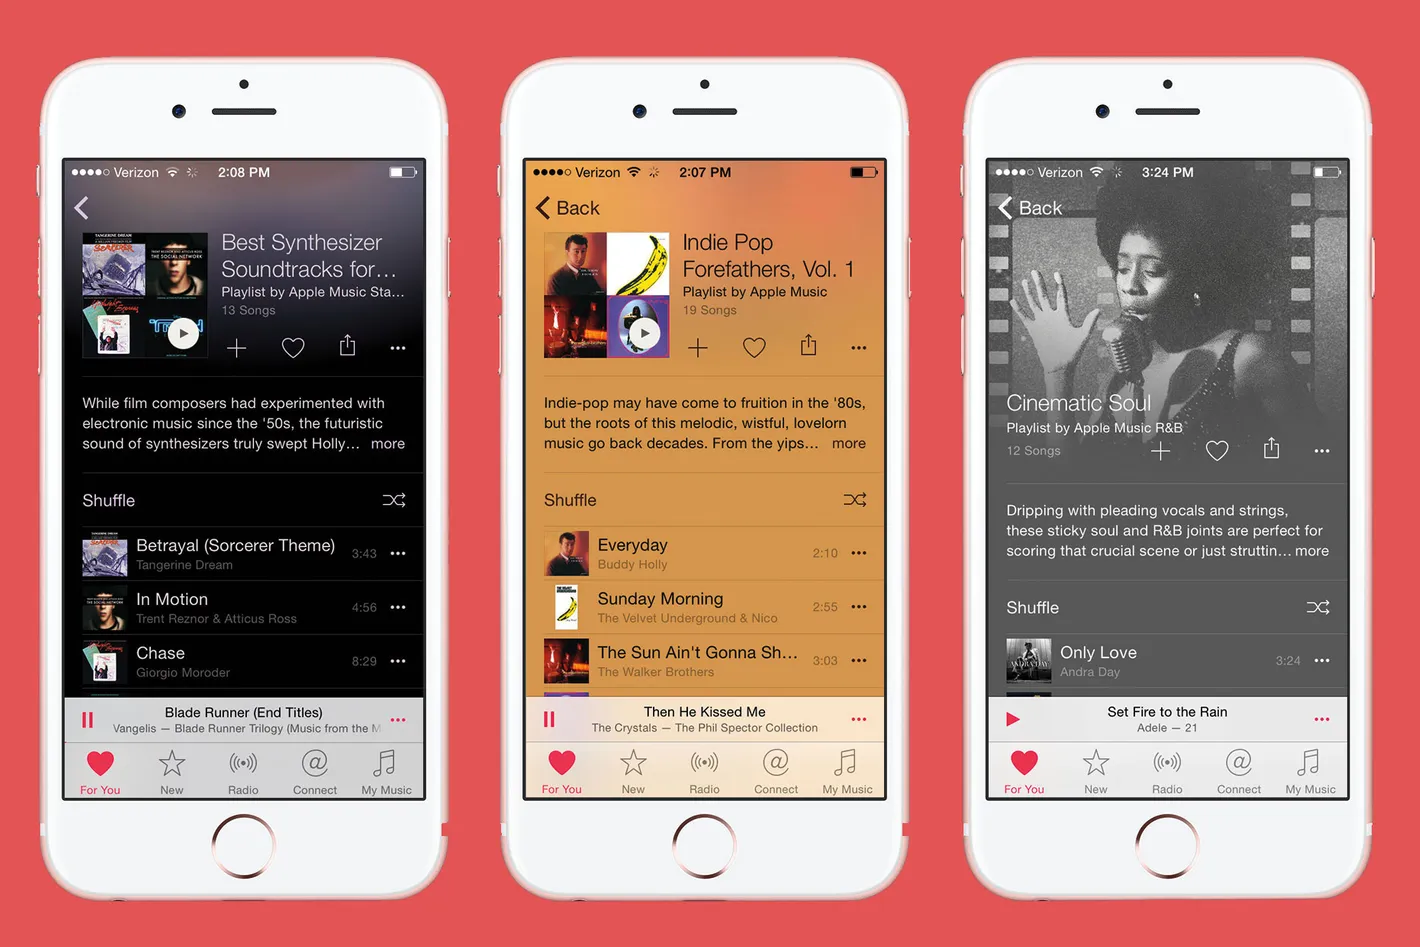 Verizon 2:08 PM
TANGERINE DREAM
SORCERER
THE SOCIAL NETWORK
Best Synthesizer
Soundtracks for…
Playlist by Apple Music Sta…
13 Songs
While film composers had experimented with
electronic music since the '50s, the futuristic
sound of synthesizers truly swept Holly… more
Shuffle
Betrayal (Sorcerer Theme) 3:43
Tangerine Dream
In Motion 4:56
Trent Reznor & Atticus Ross
Chase 8:29
Giorgio Moroder
Blade Runner (End Titles)
Vangelis — Blade Runner Trilogy (Music from the M
For You New Radio Connect My Music
Verizon 2:07 PM
Back
Indie Pop
Forefathers, Vol. 1
Playlist by Apple Music
19 Songs
Indie-pop may have come to fruition in the '80s,
but the roots of this melodic, wistful, lovelorn
music go back decades. From the yips… more
Shuffle
Everyday 2:10
Buddy Holly
Sunday Morning 2:55
The Velvet Underground & Nico
The Sun Ain't Gonna Sh… 3:03
The Walker Brothers
Then He Kissed Me
The Crystals — The Phil Spector Collection
For You New Radio Connect My Music
Verizon 3:24 PM
Back
Cinematic Soul
Playlist by Apple Music R&B
12 Songs
Dripping with pleading vocals and strings,
these sticky soul and R&B joints are perfect for
scoring that crucial scene or just struttin… more
Shuffle
ANDRA DAY
Only Love 3:24
Andra Day
Set Fire to the Rain
Adele — 21
For You New Radio Connect My Music